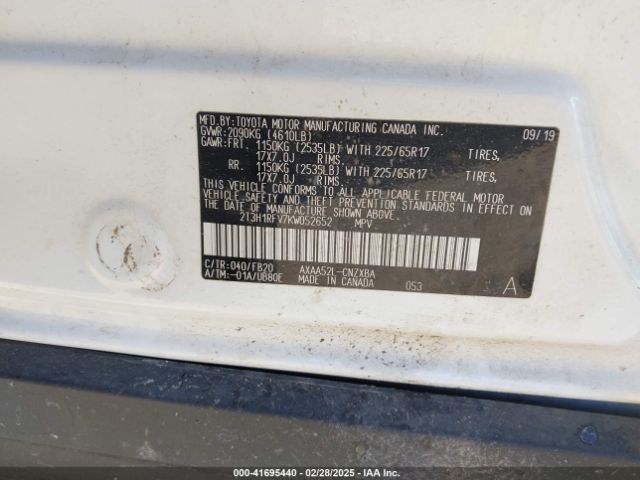 MFD.BY:TOYOTA MOTOR MANUFACTURING CANADA INC. 09/19
GVWR:2090KG (4610LB)
GAWR:FRT. 1150KG (2535LB) WITH 225/65R17 TIRES,
17X7.0J RIMS.
RR. 1150KG (2535LB) WITH 225/65R17 TIRES,
17X7.0J RIMS
THIS VEHICLE CONFORMS TO ALL APPLICABLE FEDERAL MOTOR
VEHICLE SAFETY AND THEFT PREVENTION STANDARDS IN EFFECT
ON THE DATE OF MANUFACTURE SHOWN ABOVE.
2T3H1RFV7KW052652 MPV
C/TR:040/FB20 AXAA52L-CNZXBA
A/TM:-01A/UB80E MADE IN CANADA 053 A
000-41695440 | 02/28/2025 - IAA Inc.